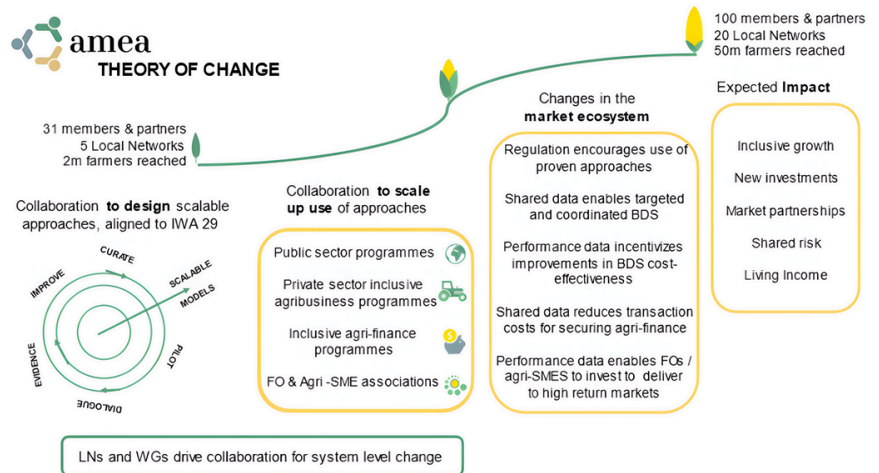 amea
THEORY OF CHANGE
31 members & partners
5 Local Networks
2m farmers reached
100 members & partners
20 Local Networks
50m farmers reached
Collaboration to design scalable
approaches, aligned to IWA 29
CURATE
IMPROVE
SCALABLE
MODELS
PILOT
EVIDENCE
DIALOGUE
Collaboration to scale
up use of approaches
Public sector programmes
Private sector inclusive
agribusiness programmes
Inclusive agri-finance
programmes
FO & Agri -SME associations
Changes in the
market ecosystem
Regulation encourages use of
proven approaches
Shared data enables targeted
and coordinated BDS
Performance data incentivizes
improvements in BDS cost-
effectiveness
Shared data reduces transaction
costs for securing agri-finance
Performance data enables FOs /
agri-SMES to invest to deliver
to high return markets
Expected Impact
Inclusive growth
New investments
Market partnerships
Shared risk
Living Income
LNs and WGs drive collaboration for system level change